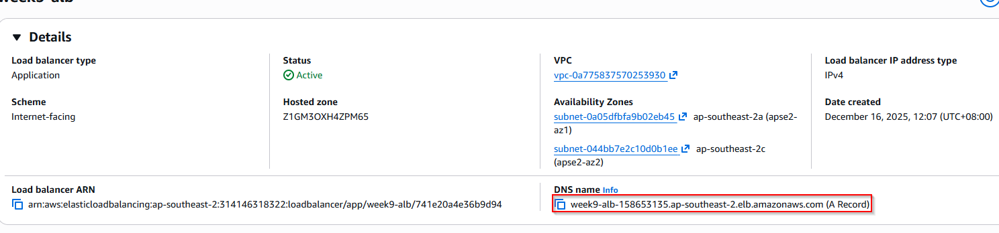 week9-alb
Details
Load balancer type
Application
Status
Active
VPC
vpc-0a775837570253930
Load balancer IP address type
IPv4
Scheme
Internet-facing
Hosted zone
Z1GM3OXH4ZPM65
Availability Zones
subnet-0a05dfbfa9b02eb45 ap-southeast-2a (apse2-
az1)
subnet-044bb7e2c10d0b1ee ap-southeast-2c
(apse2-az2)
Date created
December 16, 2025, 12:07 (UTC+08:00)
Load balancer ARN
arn:aws:elasticloadbalancing:ap-southeast-2:314146318322:loadbalancer/app/week9-alb/741e20a4e36b9d94
DNS name Info
week9-alb-158653135.ap-southeast-2.elb.amazonaws.com (A Record)